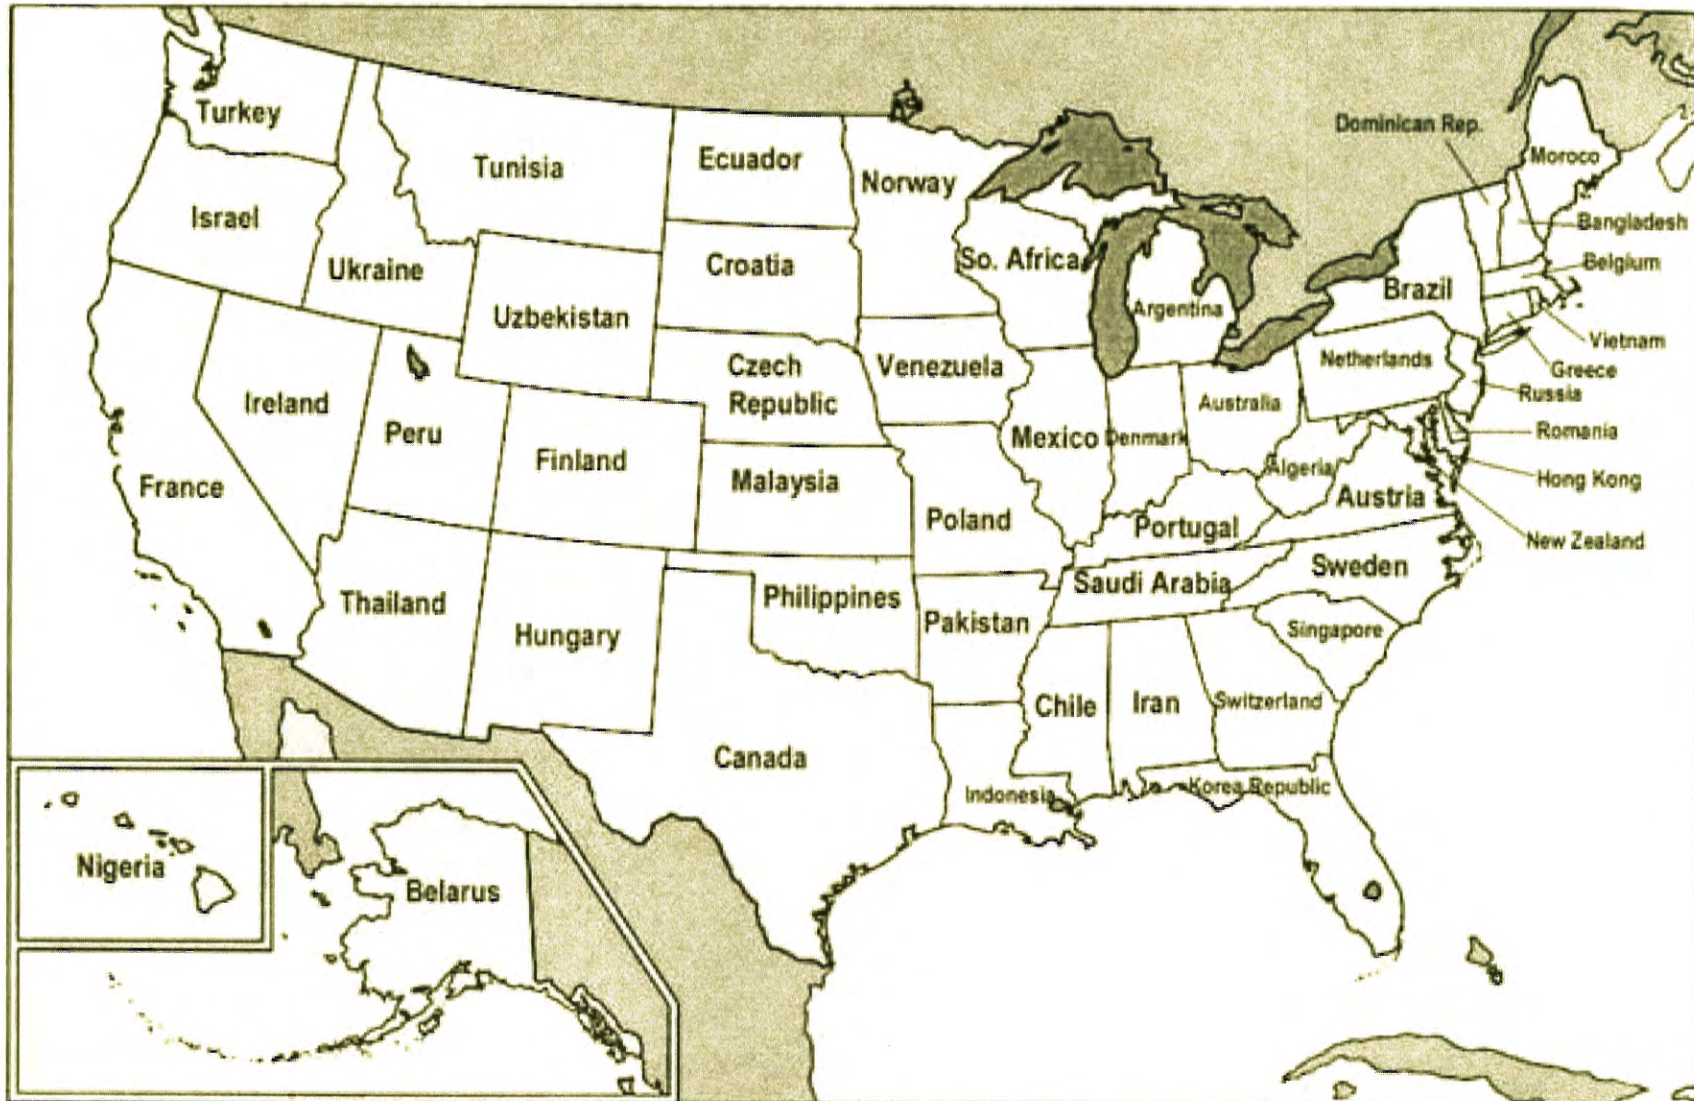 Turkey
Tunisia
Ecuador
Norway
Dominican Rep.
Moroco
Israel
Ukraine
Croatia
So. Africa
Bangladesh
Belgium
Uzbekistan
Argentina
Brazil
Vietnam
Ireland
Peru
Czech
Republic
Venezuela
Netherlands
Greece
Russia
Australia
France
Finland
Malaysia
Mexico
Denmark
Algeria
Romania
Hong Kong
Poland
Portugal
Austria
New Zealand
Thailand
Hungary
Philippines
Pakistan
Saudi Arabia
Sweden
Singapore
Canada
Chile
Iran
Switzerland
Indonesia
Korea Republic
Nigeria
Belarus